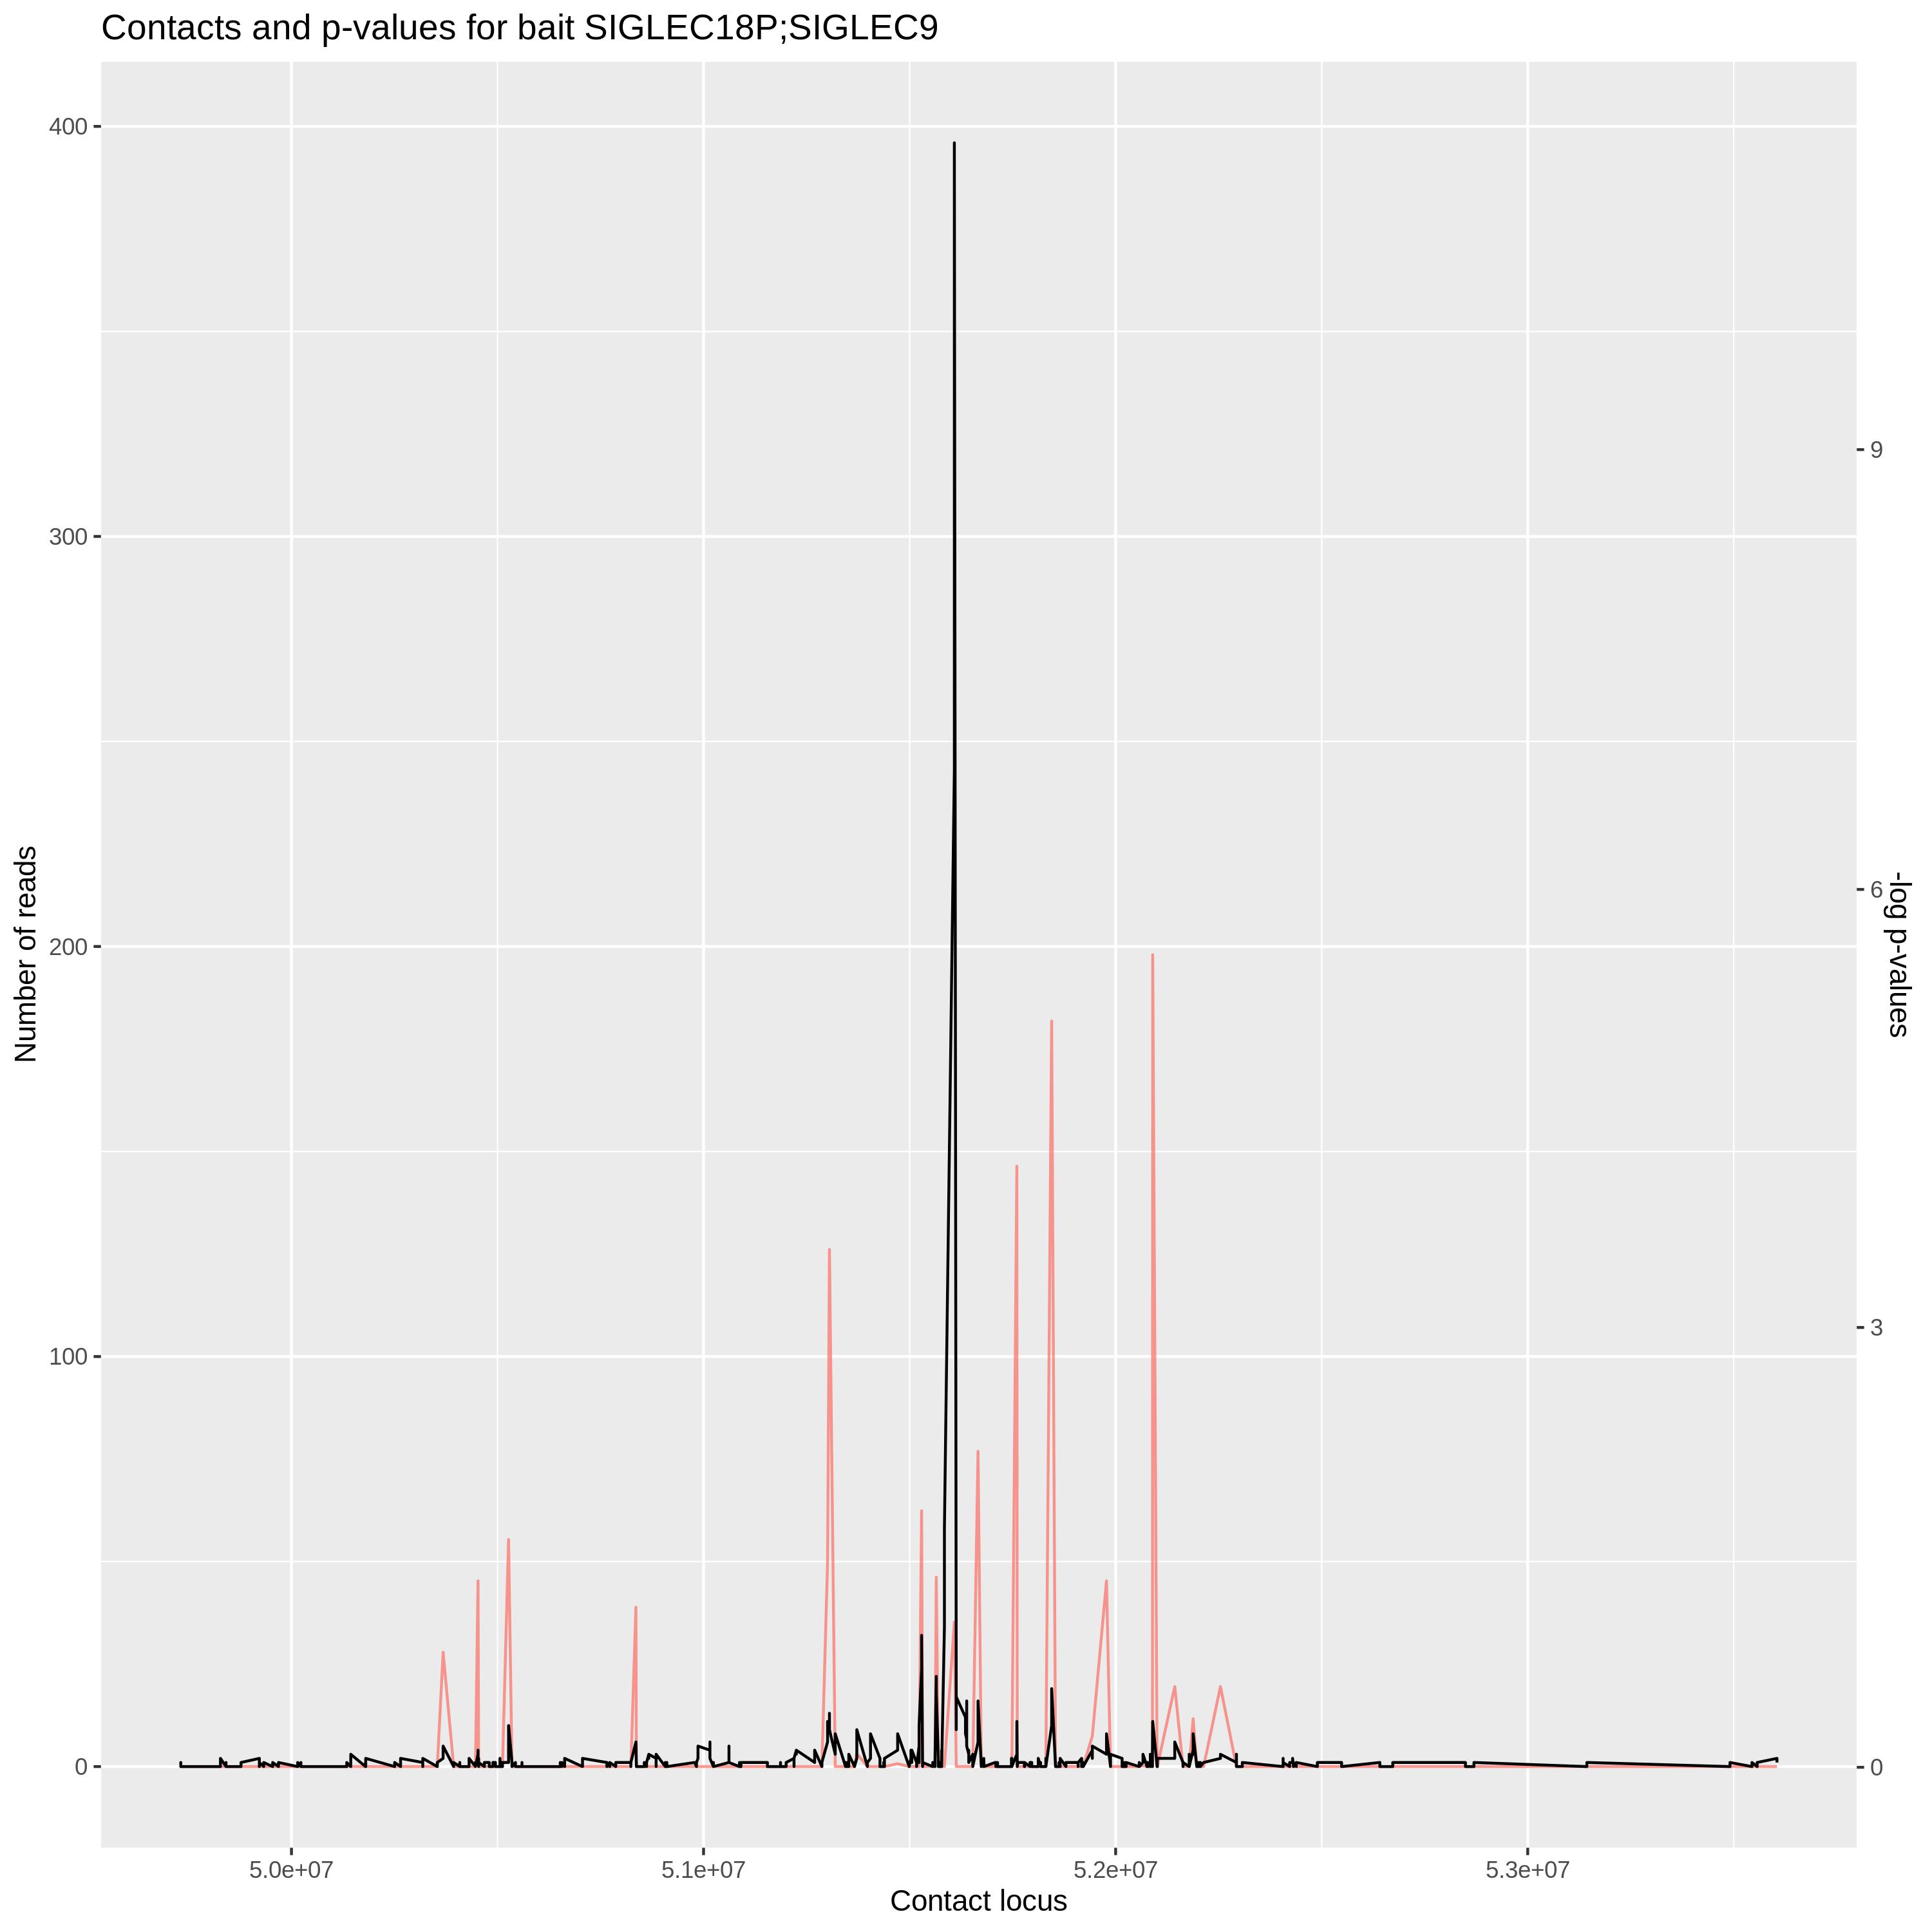 Contacts and p-values for bait SIGLEC18P;SIGLEC9
400
300
200
100
0
Number of reads
9
6
3
0
-log p-values
5.0e+07
5.1e+07
5.2e+07
5.3e+07
Contact locus